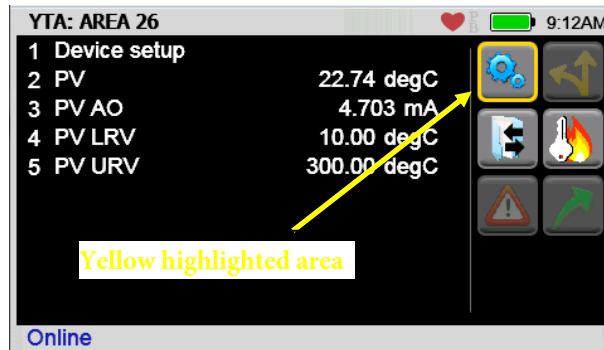 YTA: AREA 26
P
B
9:12AM
1 Device setup
2 PV 22.74 degC
3 PV AO 4.703 mA
4 PV LRV 10.00 degC
5 PV URV 300.00 degC
Yellow highlighted area
Online